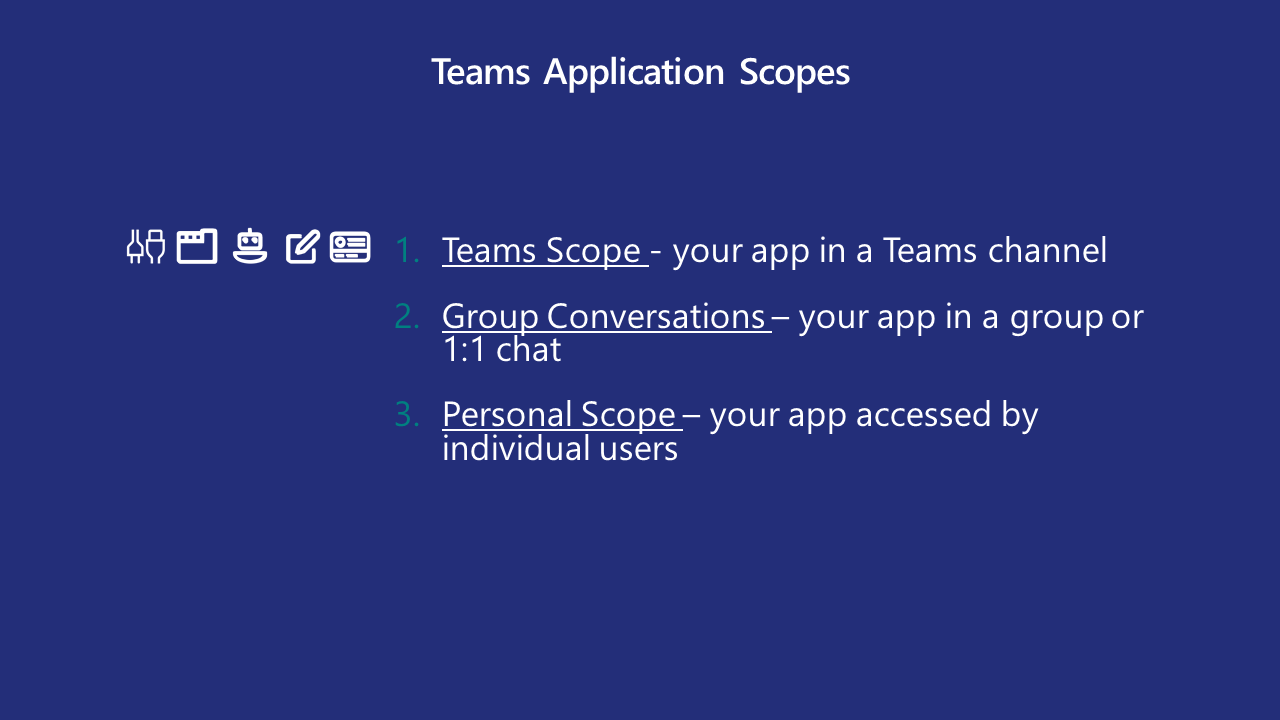 Teams Application Scopes
1. Teams Scope - your app in a Teams channel
2. Group Conversations – your app in a group or
1:1 chat
3. Personal Scope – your app accessed by
individual users